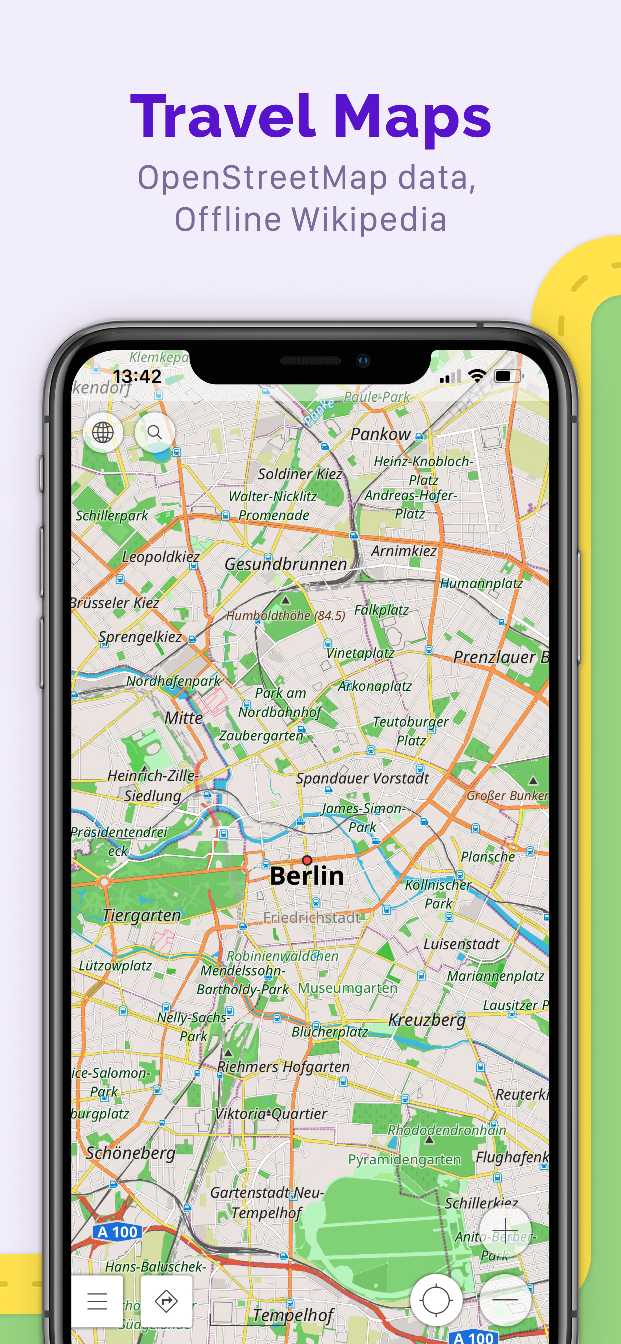 Travel Maps
OpenStreetMap data,
Offline Wikipedia
13:42
Panke
Paule-Park
Pankow
Heinz-Knobloch-
Platz
Soldiner Kiez
Walter-Nicklitz
Promenade
Andreas-Hofer-
Platz
Schillerpark
Leopoldkiez
Gesundbrunnen
Arnimkiez
Humannplatz
Brüsseler Kiez
Humboldthöhe (84.5)
Falkplatz
Sprengelkiez
Vinetaplatz
Prenzlauer B
Nordhafenpark
Park am
Nordbahnhof
Arkonaplatz
Mitte
Zaubergarten
Teutoburger
Platz
Heinrich-Zille-
Siedlung
Spandauer Vorstadt
Großer Bunker
James-Simon-
Park
Präsidentendrei
eck
Plansche
Berlin
Köllnischer
Park
Tiergarten
Friedrichstadt
Luisenstadt
Robinienwäldchen
Lützowplatz
Mendelssohn-
Bartholdy-Park
Museumgarten
Mariannenplatz
Lausitzer P
Nelly-Sachs-
Park
Blücherplatz
Kreuzberg
ice-Salomon-
Park
Riehmers Hofgarten
burgplatz
Viktoria-Quartier
Reuterki
Rhododendronhain
Schöneberg
Pyramidengarten
Flughafenk
Gartenstadt Neu-
Tempelhof
Schillerkiez
A 100
Anita-Berber-
Park
Hans-Baluschek-
Tempelhof
A 100